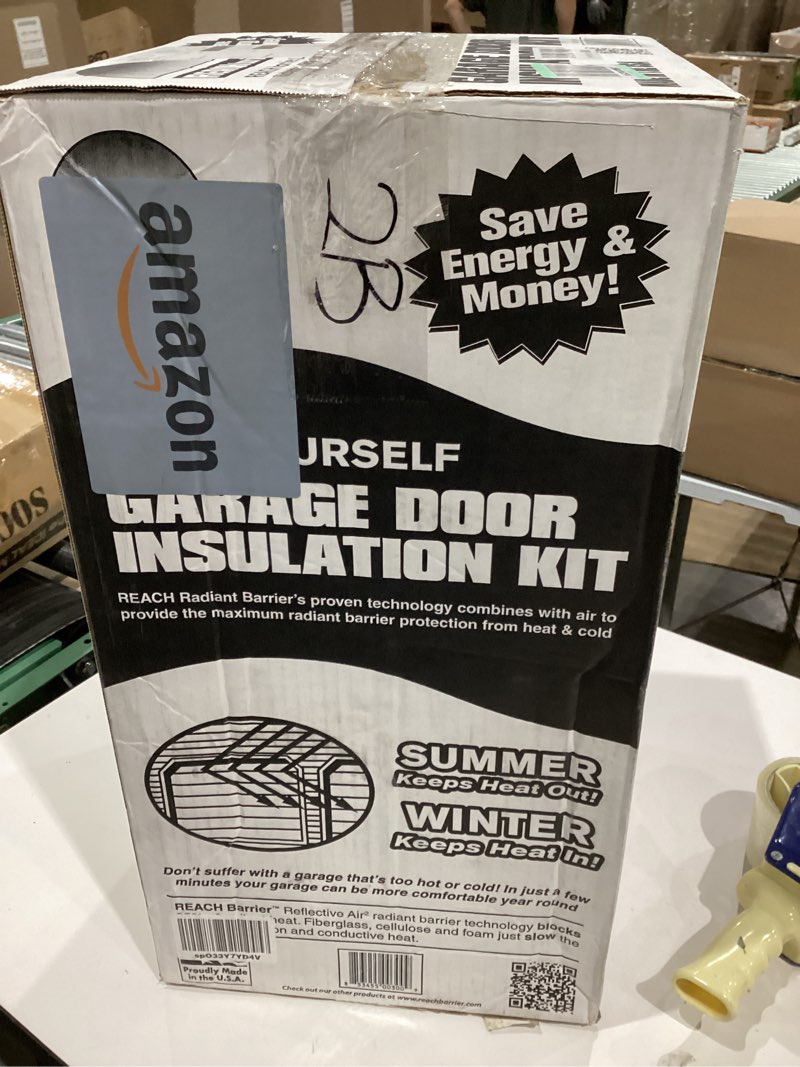 amazon
2B
Save
Energy &
Money!
URSELF
GARAGE DOOR
INSULATION KIT
REACH Radiant Barrier's proven technology combines with air to
provide the maximum radiant barrier protection from heat & cold
SUMMER
Keeps Heat Out!
WINTER
Keeps Heat In!
Don't suffer with a garage that's too hot or cold! In just a few
minutes your garage can be more comfortable year round
REACH Barrier™ Reflective Air² radiant barrier technology blocks
heat. Fiberglass, cellulose and foam just slow the
on and conductive heat.
spO33Y7YD4V
Proudly Made
in the U.S.A.
Check out our other products at www.reachbarrier.com